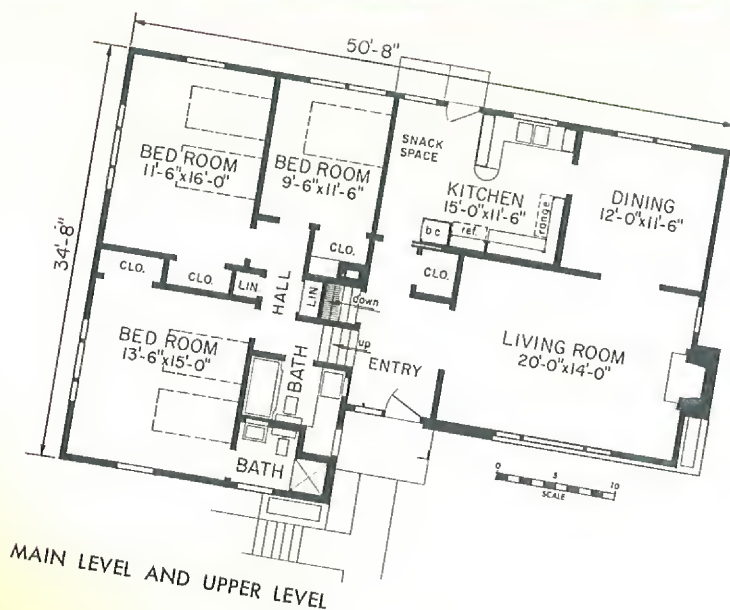 50'-8"
34'-8"
BED ROOM
11'-6"x16'-0"
BED ROOM
9'-6"x11'-6"
SNACK
SPACE
KITCHEN
15'-0"x11'-6"
range
b c
ref.
DINING
12'-0"x11'-6"
CLO.
CLO.
CLO.
LIN
CLO.
HALL
LIN
down
up
BED ROOM
13'-6"x15'-0"
BATH
ENTRY
LIVING ROOM
20'-0"x14'-0"
BATH
0 5 10
SCALE
MAIN LEVEL AND UPPER LEVEL